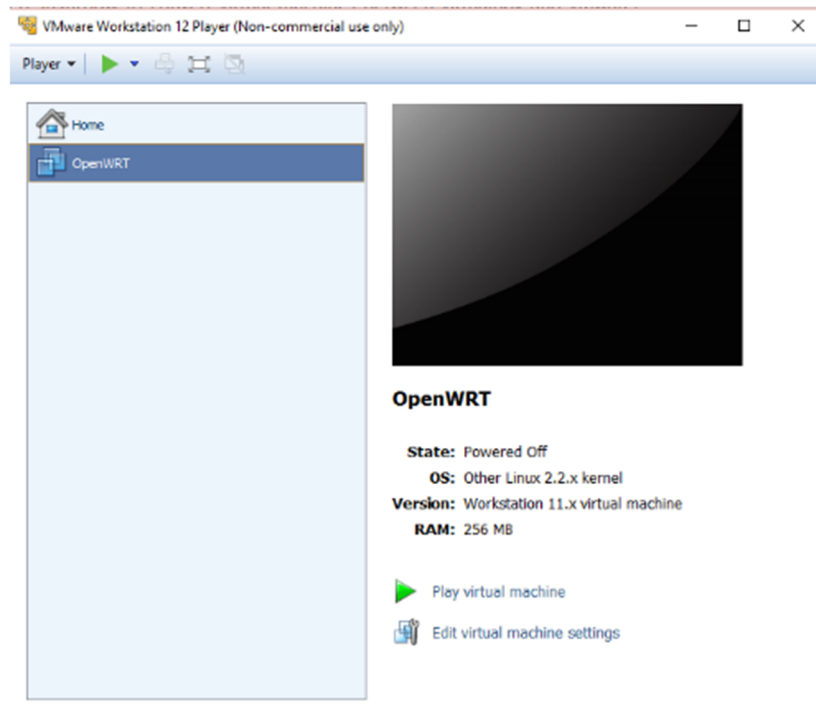 VMware Workstation 12 Player (Non-commercial use only)
Player
Home
OpenWRT
OpenWRT
State: Powered Off
OS: Other Linux 2.2.x kernel
Version: Workstation 11.x virtual machine
RAM: 256 MB
Play virtual machine
Edit virtual machine settings